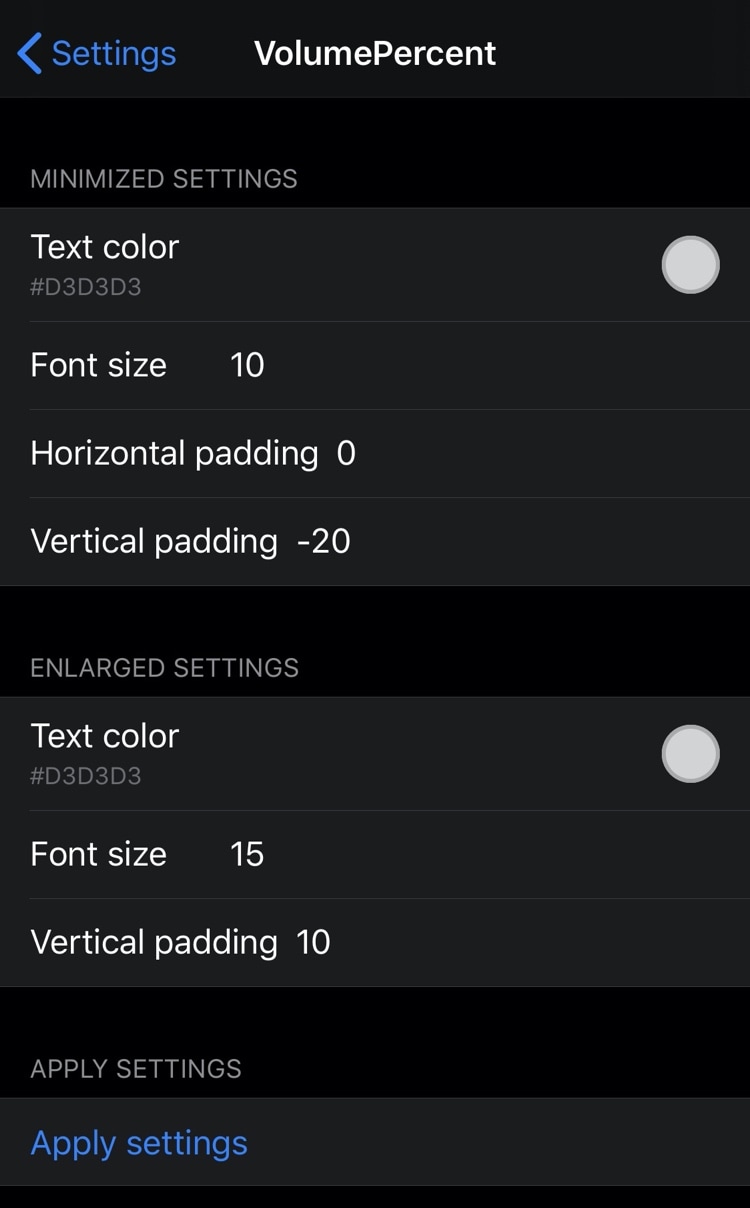 Settings VolumePercent
MINIMIZED SETTINGS
Text color
#D3D3D3
Font size 10
Horizontal padding 0
Vertical padding -20
ENLARGED SETTINGS
Text color
#D3D3D3
Font size 15
Vertical padding 10
APPLY SETTINGS
Apply settings